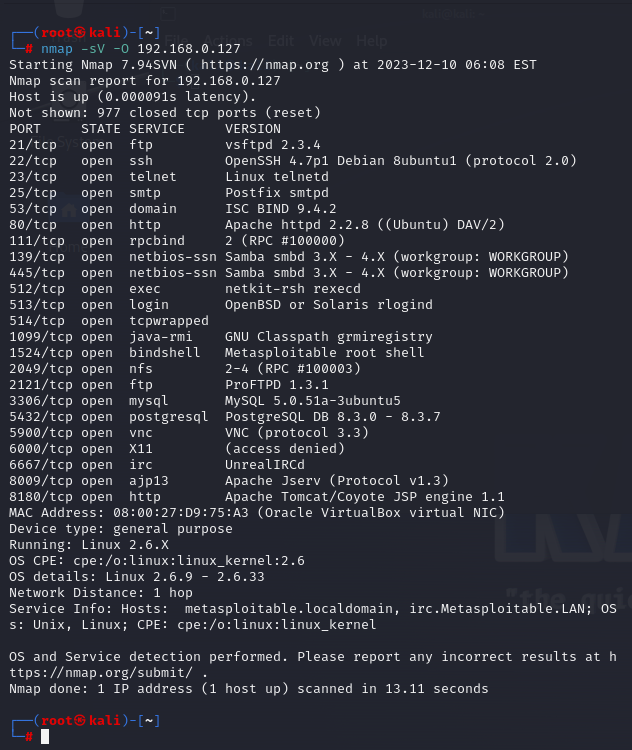 ┌──(root㉿kali)-[~]
└─# nmap -sV -O 192.168.0.127
Starting Nmap 7.94SVN ( https://nmap.org ) at 2023-12-10 06:08 EST
Nmap scan report for 192.168.0.127
Host is up (0.000091s latency).
Not shown: 977 closed tcp ports (reset)
PORT     STATE SERVICE     VERSION
21/tcp   open  ftp         vsftpd 2.3.4
22/tcp   open  ssh         OpenSSH 4.7p1 Debian 8ubuntu1 (protocol 2.0)
23/tcp   open  telnet      Linux telnetd
25/tcp   open  smtp        Postfix smtpd
53/tcp   open  domain      ISC BIND 9.4.2
80/tcp   open  http        Apache httpd 2.2.8 ((Ubuntu) DAV/2)
111/tcp  open  rpcbind     2 (RPC #100000)
139/tcp  open  netbios-ssn Samba smbd 3.X - 4.X (workgroup: WORKGROUP)
445/tcp  open  netbios-ssn Samba smbd 3.X - 4.X (workgroup: WORKGROUP)
512/tcp  open  exec        netkit-rsh rexecd
513/tcp  open  login       OpenBSD or Solaris rlogind
514/tcp  open  tcpwrapped
1099/tcp open  java-rmi    GNU Classpath grmiregistry
1524/tcp open  bindshell   Metasploitable root shell
2049/tcp open  nfs         2-4 (RPC #100003)
2121/tcp open  ftp         ProFTPD 1.3.1
3306/tcp open  mysql       MySQL 5.0.51a-3ubuntu5
5432/tcp open  postgresql  PostgreSQL DB 8.3.0 - 8.3.7
5900/tcp open  vnc         VNC (protocol 3.3)
6000/tcp open  X11         (access denied)
6667/tcp open  irc         UnrealIRCd
8009/tcp open  ajp13       Apache Jserv (Protocol v1.3)
8180/tcp open  http        Apache Tomcat/Coyote JSP engine 1.1
MAC Address: 08:00:27:D9:75:A3 (Oracle VirtualBox virtual NIC)
Device type: general purpose
Running: Linux 2.6.X
OS CPE: cpe:/o:linux:linux_kernel:2.6
OS details: Linux 2.6.9 - 2.6.33
Network Distance: 1 hop
Service Info: Hosts:  metasploitable.localdomain, irc.Metasploitable.LAN; OS
s: Unix, Linux; CPE: cpe:/o:linux:linux_kernel

OS and Service detection performed. Please report any incorrect results at h
ttps://nmap.org/submit/ .
Nmap done: 1 IP address (1 host up) scanned in 13.11 seconds

┌──(root㉿kali)-[~]
└─#